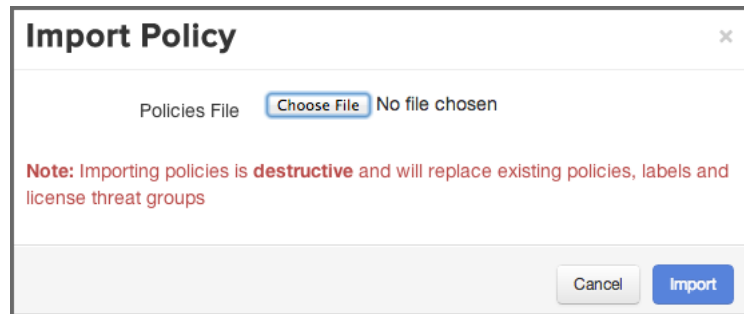 Import Policy ×
Policies File Choose File No file chosen
Note: Importing policies is destructive and will replace existing policies, labels and
license threat groups
Cancel Import